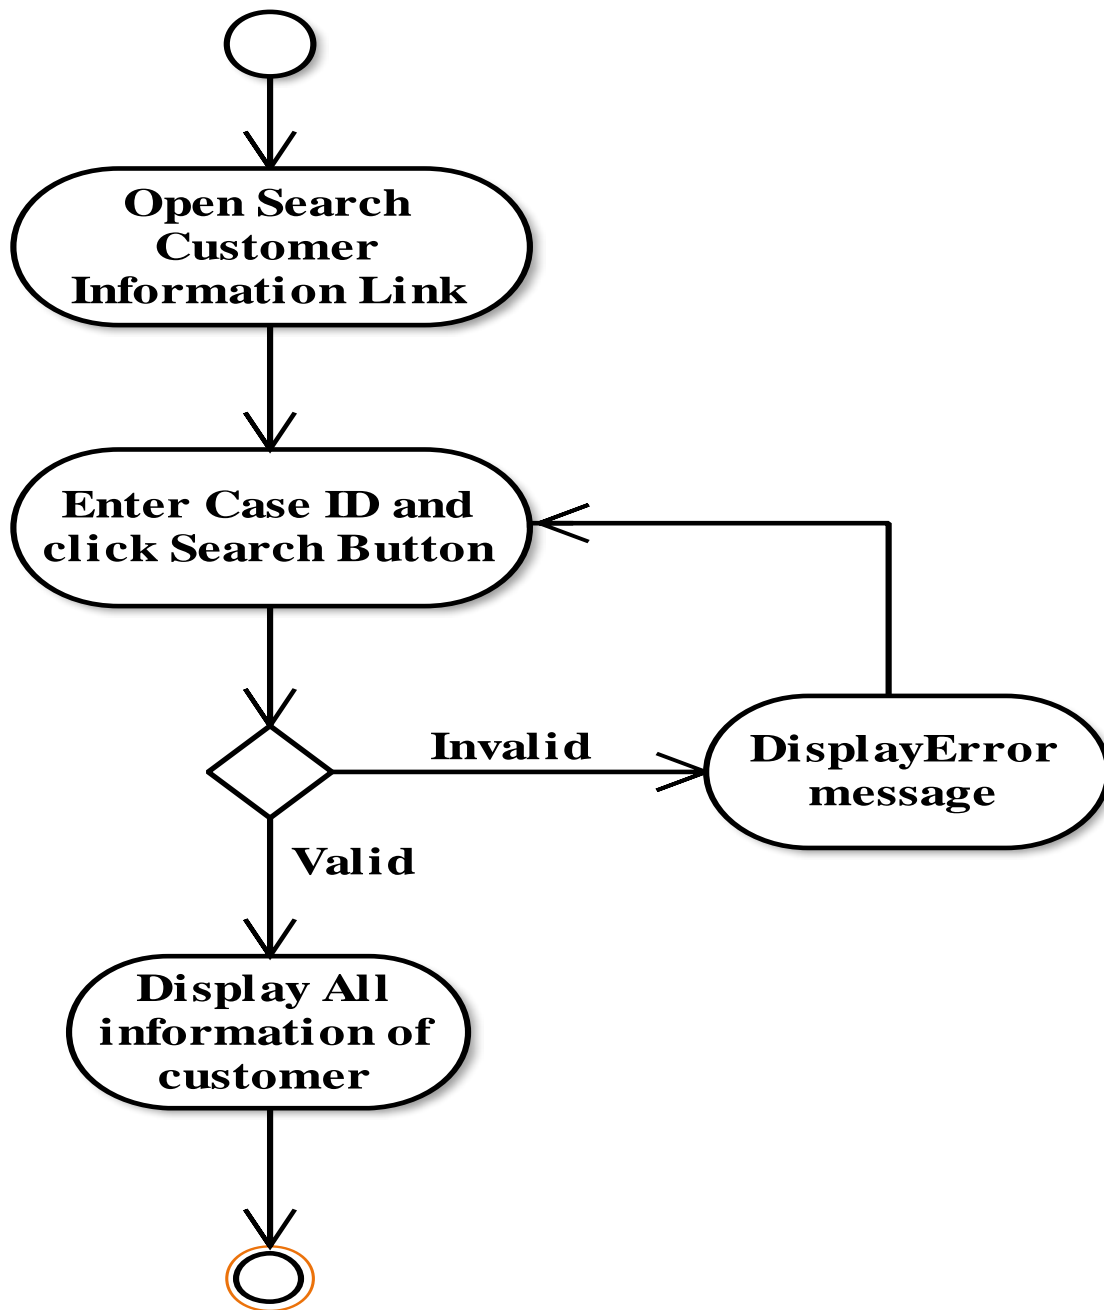 Open Search
Customer
Information Link
Enter Case ID and
click Search Button
Invalid
DisplayError
message
Valid
Display All
information of
customer